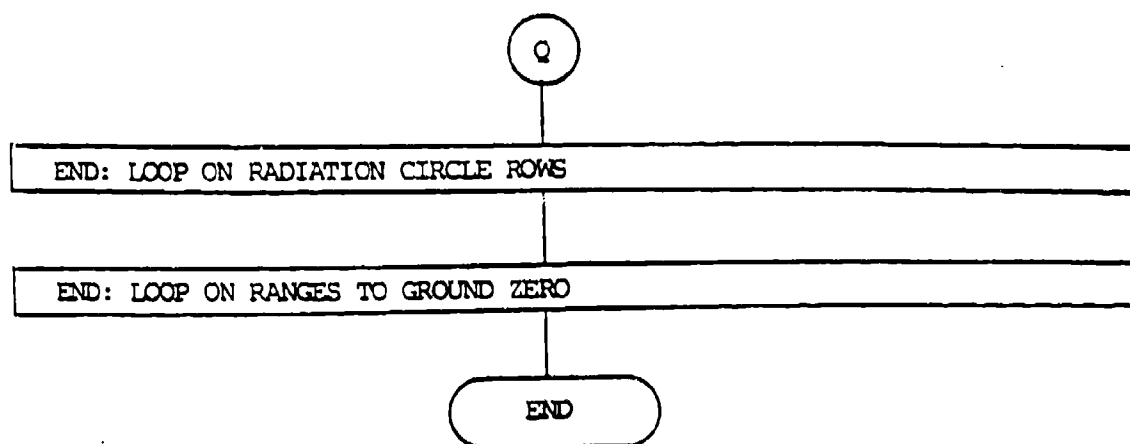 Q
END: LOOP ON RADIATION CIRCLE ROWS
END: LOOP ON RANGES TO GROUND ZERO
END